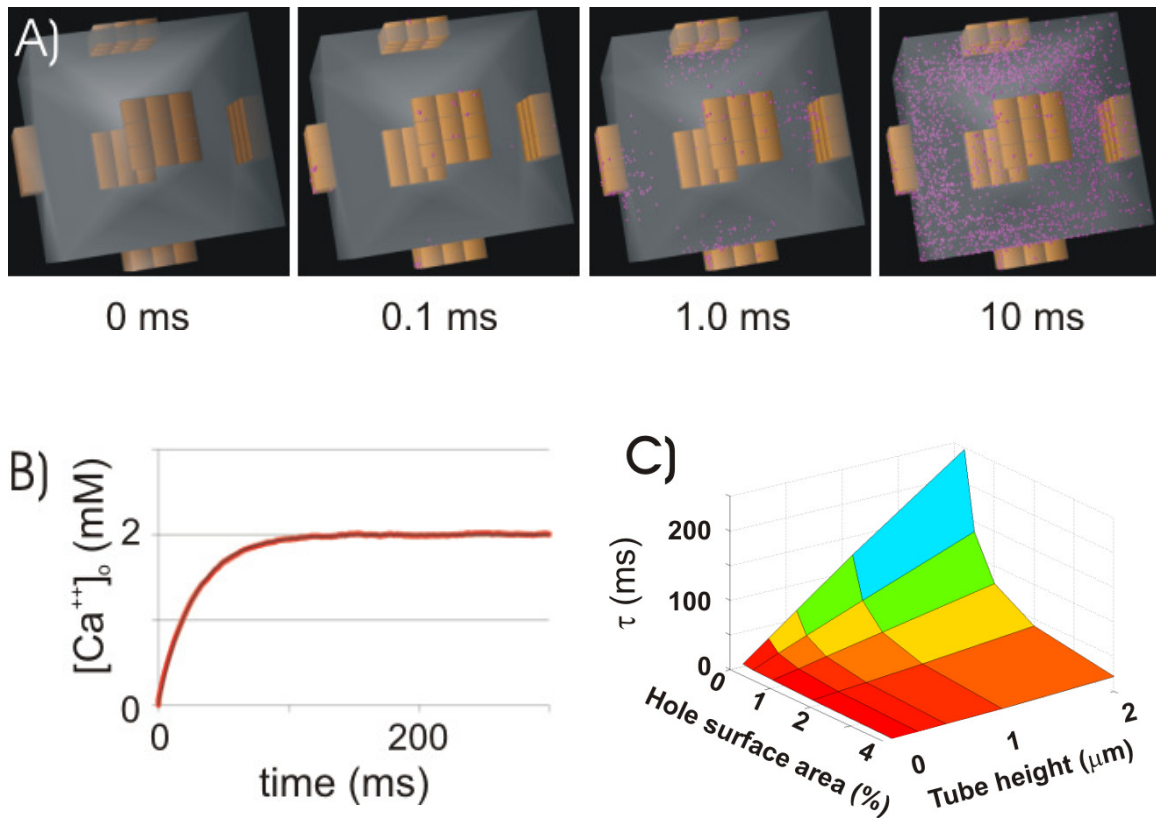 A)
0 ms
0.1 ms
1.0 ms
10 ms
B)
[Ca⁺⁺]ₒ (mM)
2
0
0
200
time (ms)
C)
τ (ms)
200
100
0
0
1
2
4
Hole surface area (%)
0
1
2
Tube height (μm)